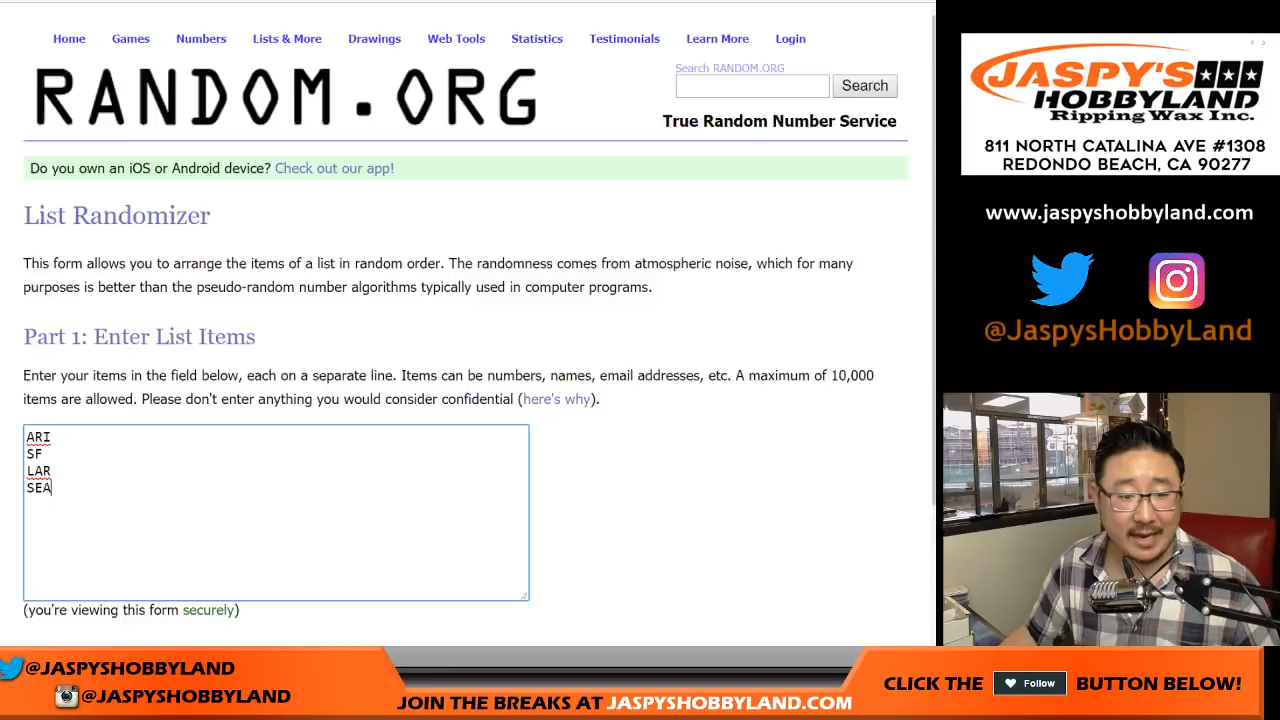 Home Games Numbers Lists & More Drawings Web Tools Statistics Testimonials Learn More Login
RANDOM.ORG
Search RANDOM.ORG
Search
True Random Number Service
Do you own an iOS or Android device? Check out our app!
List Randomizer
This form allows you to arrange the items of a list in random order. The randomness comes from atmospheric noise, which for many
purposes is better than the pseudo-random number algorithms typically used in computer programs.
Part 1: Enter List Items
Enter your items in the field below, each on a separate line. Items can be numbers, names, email addresses, etc. A maximum of 10,000
items are allowed. Please don't enter anything you would consider confidential (here's why).
ARI
SF
LAR
SEA
(you're viewing this form securely)
JASPY'S
HOBBYLAND
Ripping Wax Inc.
811 NORTH CATALINA AVE #1308
REDONDO BEACH, CA 90277
www.jaspyshobbyland.com
@JaspysHobbyLand
@JASPYSHOBBYLAND
@JASPYSHOBBYLAND
JOIN THE BREAKS AT JASPYSHOBBYLAND.COM
CLICK THE Follow BUTTON BELOW!